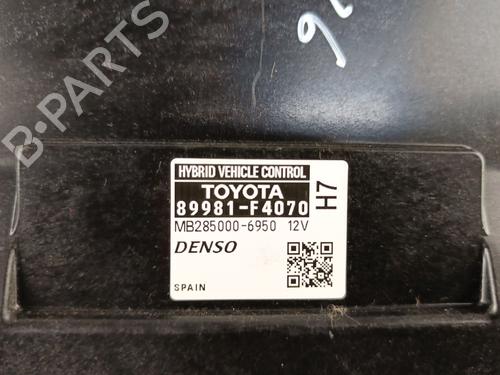 HYBRID VEHICLE CONTROL
TOYOTA
89981-F4070
MB285000-6950 12V
H7
DENSO
SPAIN
B-PARTS